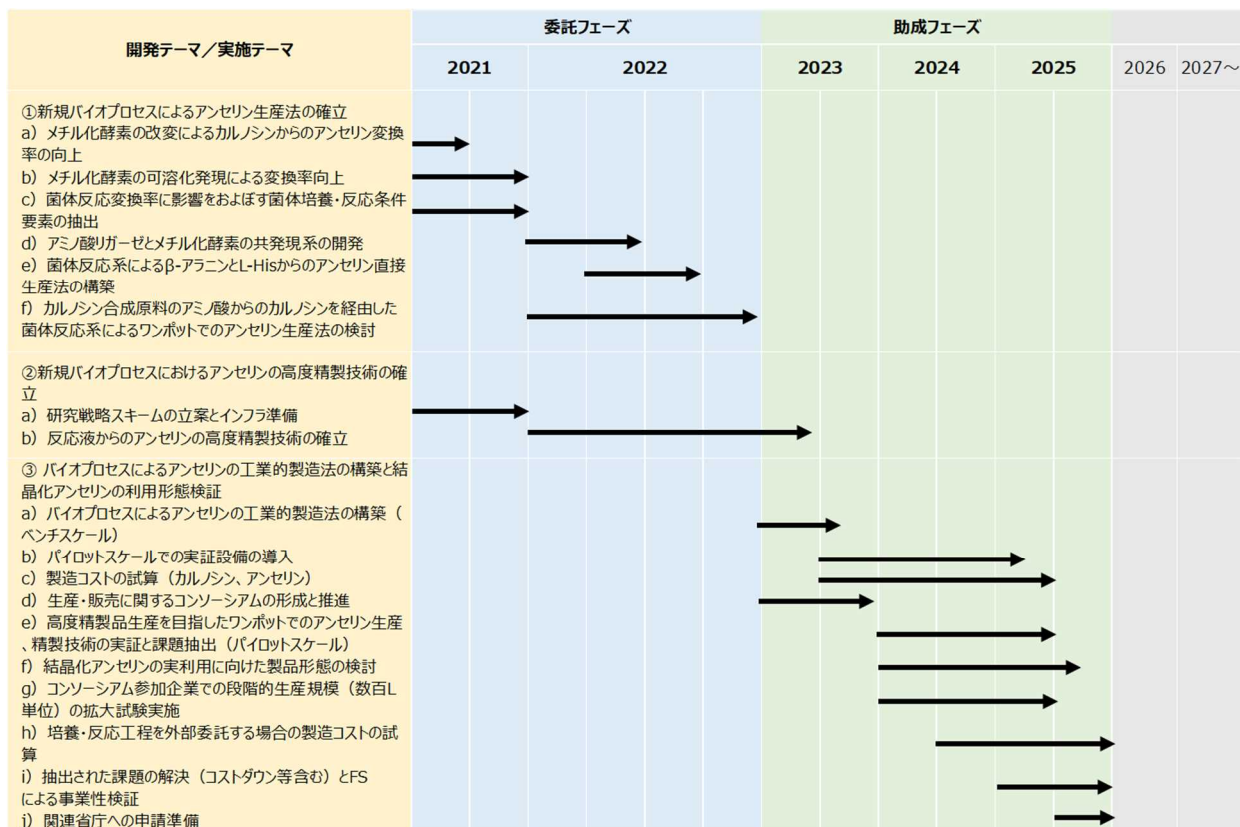 開発テーマ／実施テーマ
委託フェーズ
助成フェーズ
2021
2022
2023
2024
2025
2026
2027～
①新規バイオプロセスによるアンセリン生産法の確立
a）メチル化酵素の改変によるカルノシンからのアンセリン変換
率の向上
b）メチル化酵素の可溶化発現による変換率向上
c）菌体反応変換率に影響をおよぼす菌体培養・反応条件
要素の抽出
d）アミノ酸リガーゼとメチル化酵素の共発現系の開発
e）菌体反応系によるβ-アラニンとL-Hisからのアンセリン直接
生産法の構築
f）カルノシン合成原料のアミノ酸からのカルノシンを経由した
菌体反応系によるワンポットでのアンセリン生産法の検討
②新規バイオプロセスにおけるアンセリンの高度精製技術の確
立
a）研究戦略スキームの立案とインフラ準備
b）反応液からのアンセリンの高度精製技術の確立
③ バイオプロセスによるアンセリンの工業的製造法の構築と結
晶化アンセリンの利用形態検証
a）バイオプロセスによるアンセリンの工業的製造法の構築（
ベンチスケール）
b）パイロットスケールでの実証設備の導入
c）製造コストの試算（カルノシン、アンセリン）
d）生産・販売に関するコンソーシアムの形成と推進
e）高度精製品生産を目指したワンポットでのアンセリン生産
、精製技術の実証と課題抽出（パイロットスケール）
f）結晶化アンセリンの実利用に向けた製品形態の検討
g）コンソーシアム参加企業での段階的生産規模（数百L
単位）の拡大試験実施
h）培養・反応工程を外部委託する場合の製造コストの試
算
i）抽出された課題の解決（コストダウン等含む）とFS
による事業性検証
j）関連省庁への申請準備